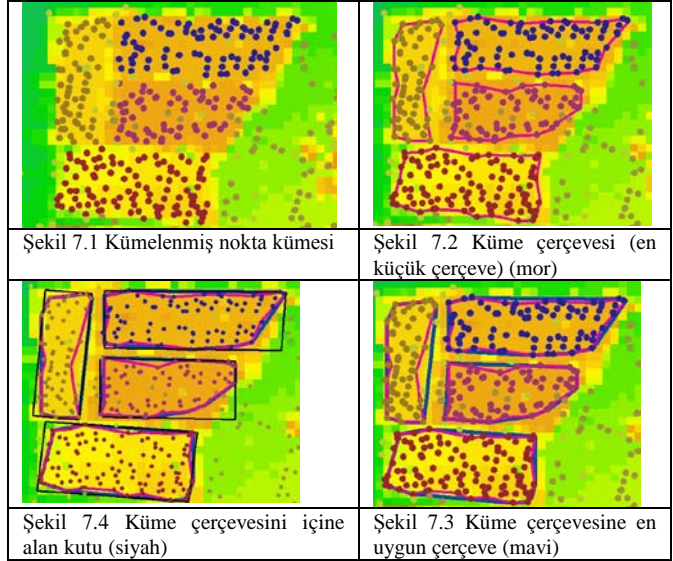 Şekil 7.1 Kümelenmiş nokta kümesi
Şekil 7.2 Küme çerçevesi (en
küçük çerçeve) (mor)
Şekil 7.4 Küme çerçevesini içine
alan kutu (siyah)
Şekil 7.3 Küme çerçevesine en
uygun çerçeve (mavi)